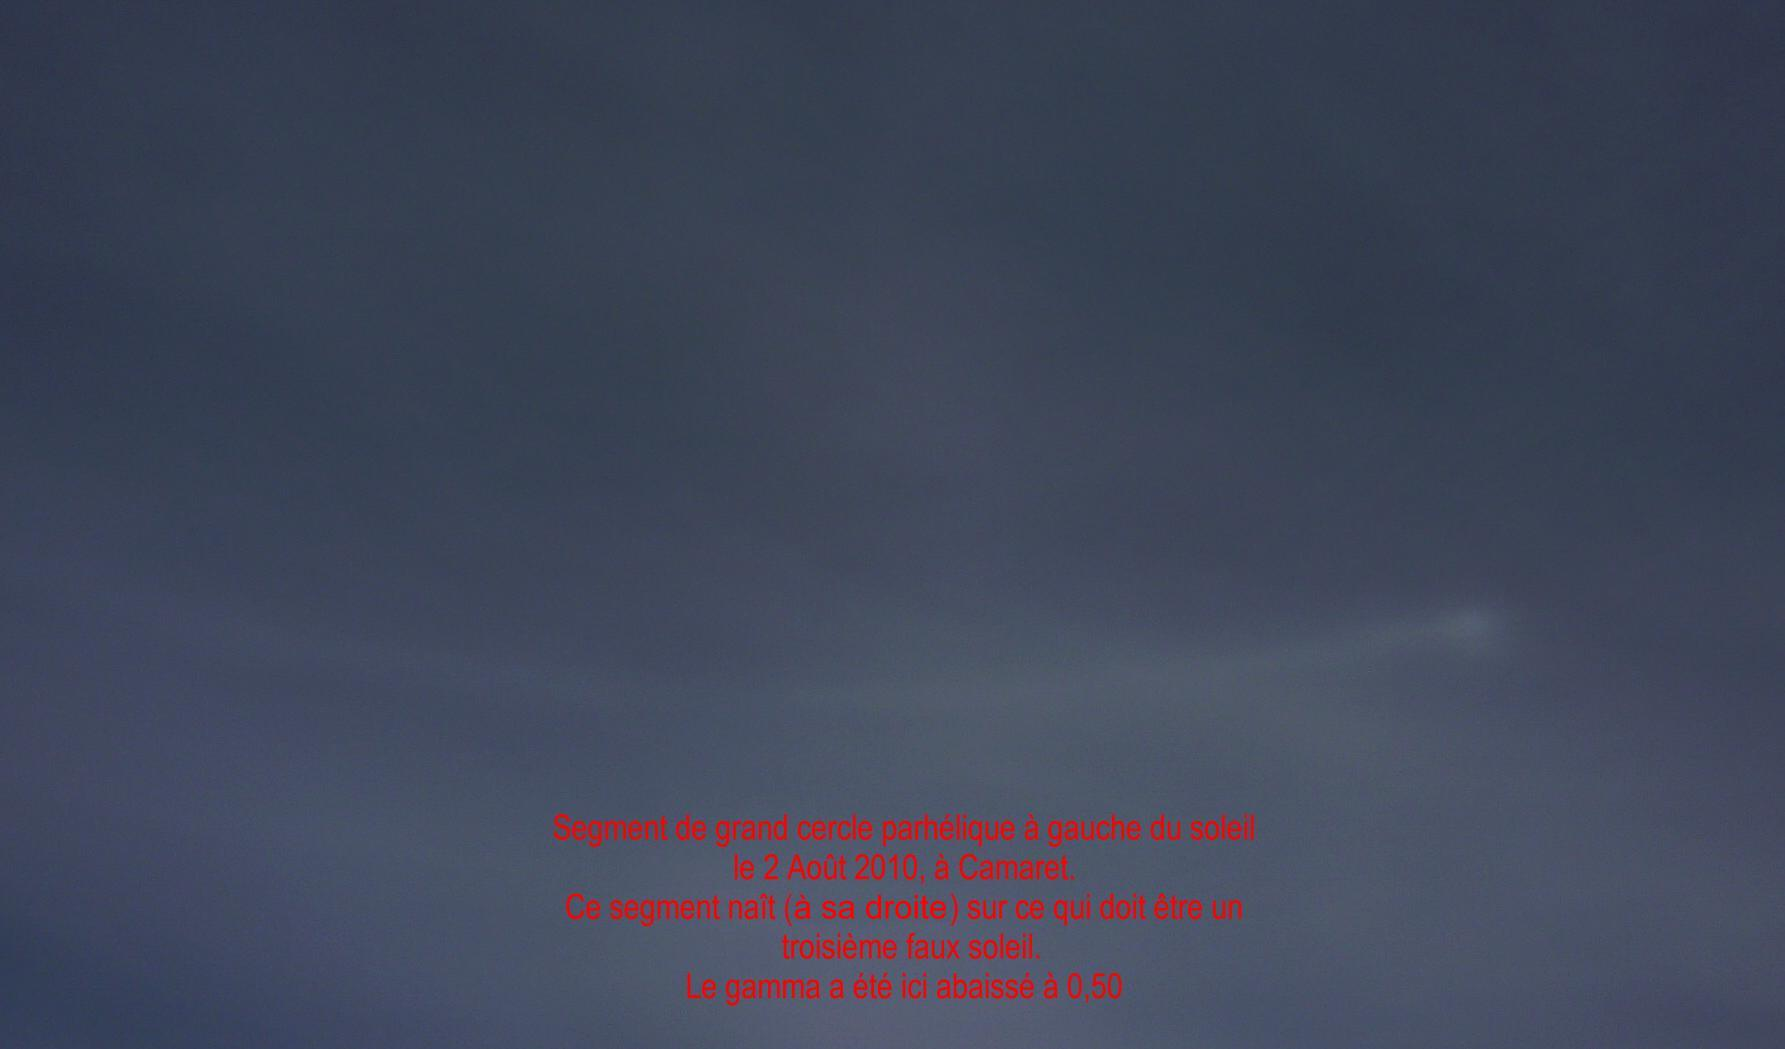 Segment de grand cercle parhélique à gauche du soleil
le 2 Août 2010, à Camaret.
Ce segment naît (à sa droite) sur ce qui doit être un
troisième faux soleil.
Le gamma a été ici abaissé à 0,50